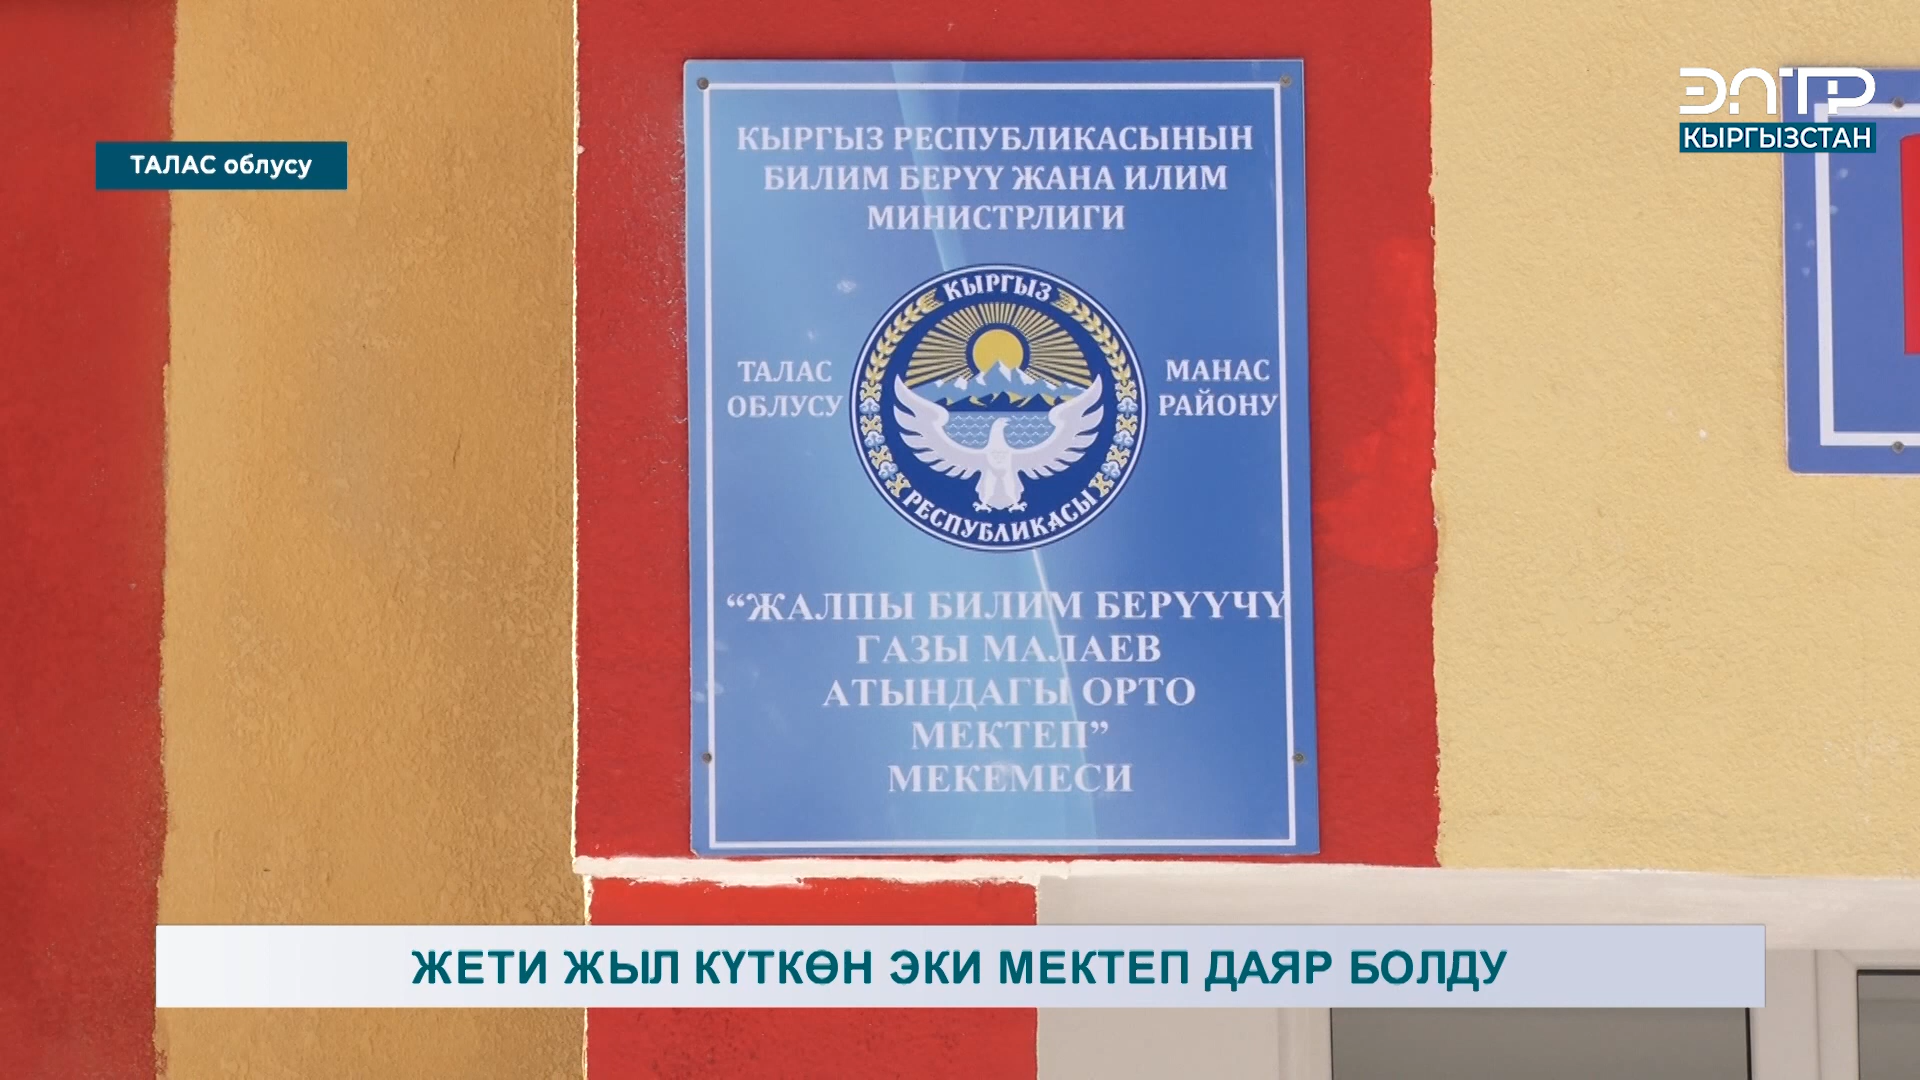 ЭЛТР
КЫРГЫЗСТАН
ТАЛАС облусу
КЫРГЫЗ РЕСПУБЛИКАСЫНЫН
БИЛИМ БЕРҮҮ ЖАНА ИЛИМ
МИНИСТРЛИГИ
КЫРГЫЗ
РЕСПУБЛИКАСЫ
ТАЛАС
ОБЛУСУ
МАНАС
РАЙОНУ
“ЖАЛПЫ БИЛИМ БЕРҮҮЧҮ
ГАЗЫ МАЛАЕВ
АТЫНДАГЫ ОРТО
МЕКТЕП”
МЕКЕМЕСИ
ЖЕТИ ЖЫЛ КҮТКӨН ЭКИ МЕКТЕП ДАЯР БОЛДУ